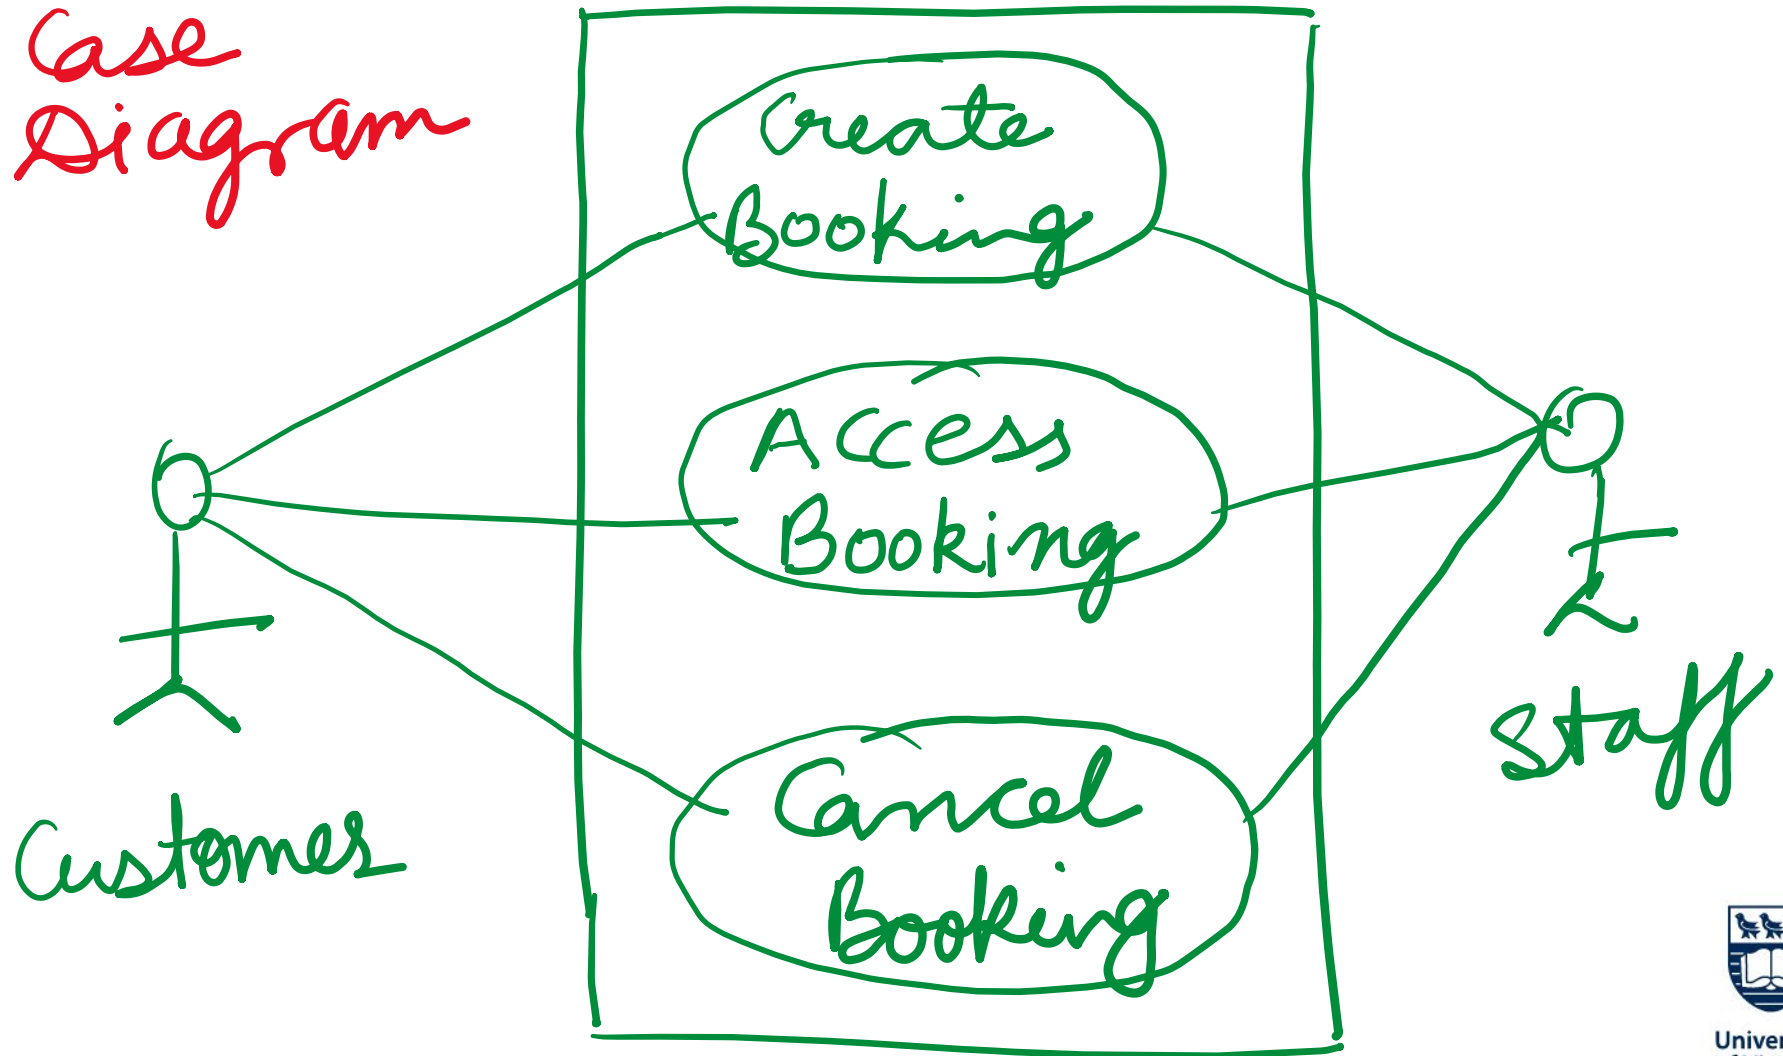 Case
Diagram
Create
Booking
Access
Booking
Cancel
Booking
Customer
Staff
Univer